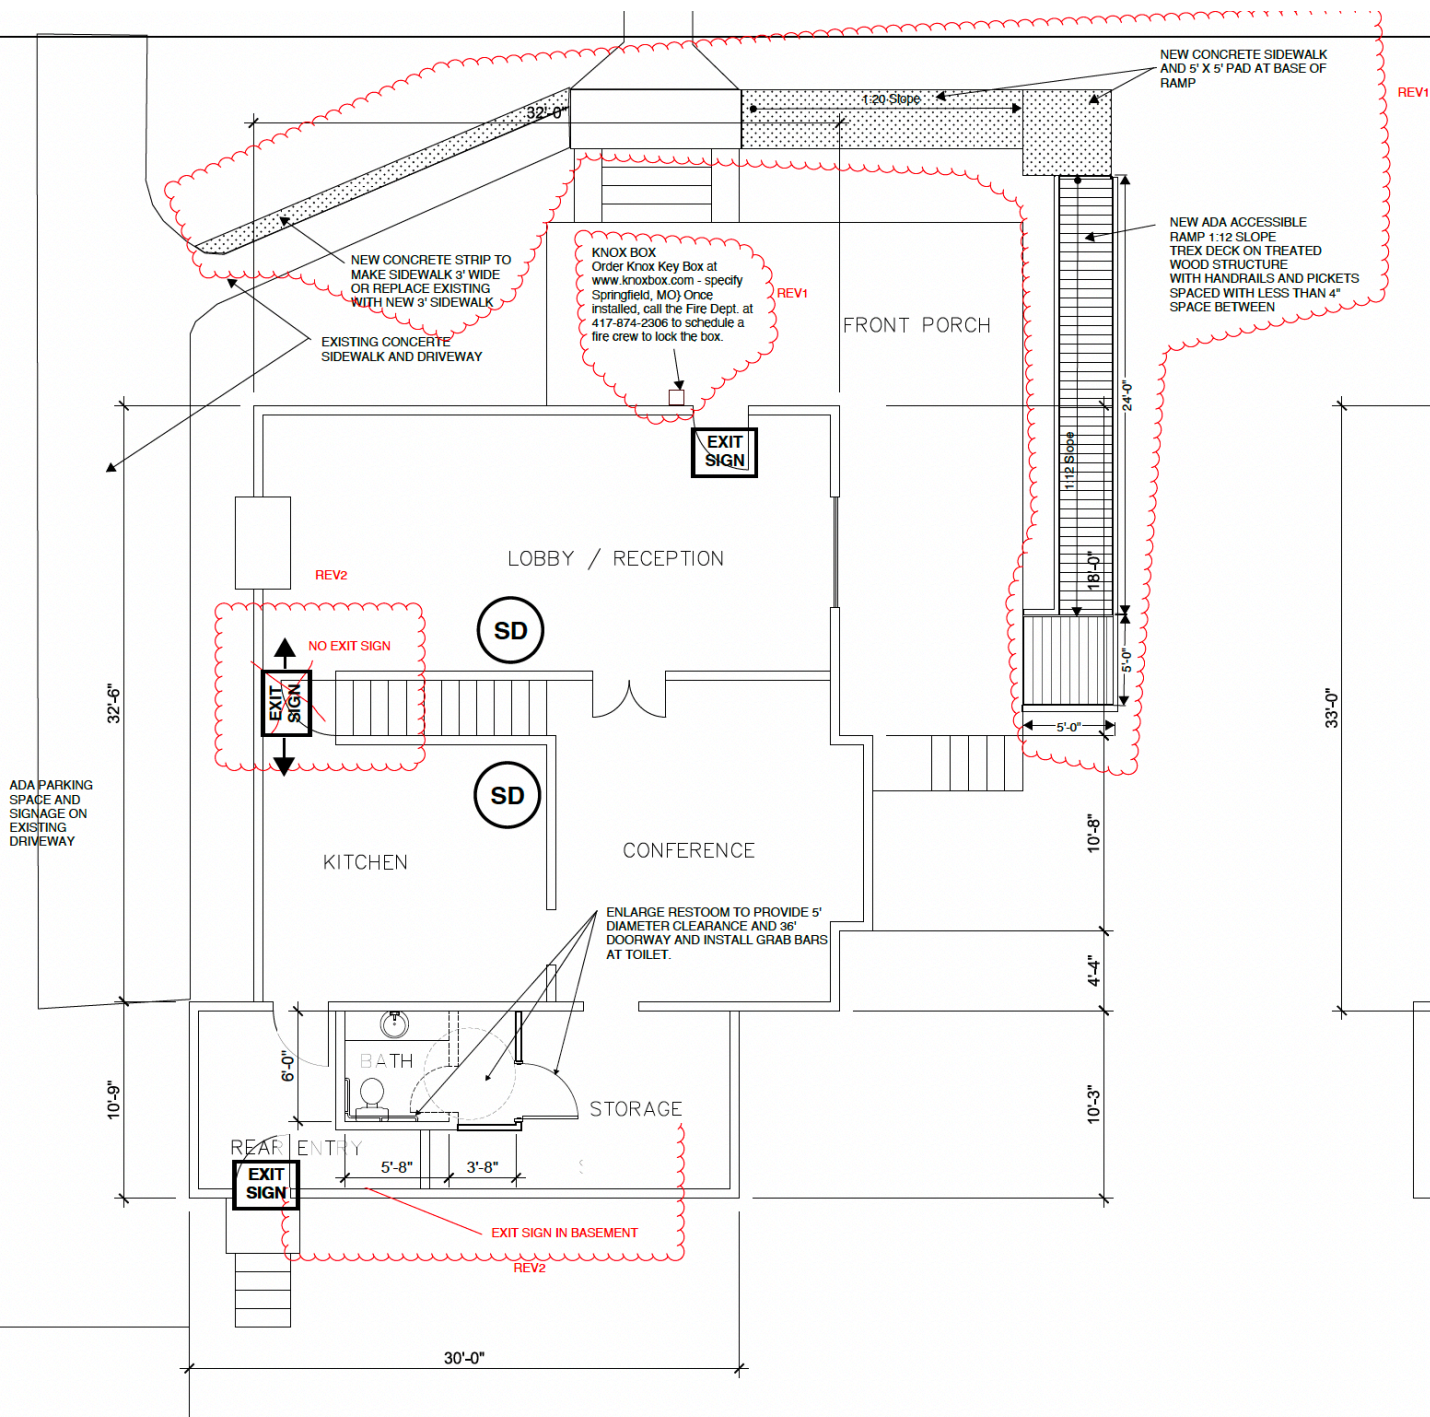 NEW CONCRETE SIDEWALK
AND 5' X 5' PAD AT BASE OF
RAMP
REV1
1:20 Slope
32'-0"
NEW ADA ACCESSIBLE
RAMP 1:12 SLOPE
TREX DECK ON TREATED
WOOD STRUCTURE
WITH HANDRAILS AND PICKETS
SPACED WITH LESS THAN 4"
SPACE BETWEEN
NEW CONCRETE STRIP TO
MAKE SIDEWALK 3' WIDE
OR REPLACE EXISTING
WITH NEW 3' SIDEWALK
KNOX BOX
Order Knox Key Box at
www.knoxbox.com - specify
Springfield, MO} Once
installed, call the Fire Dept. at
417-874-2306 to schedule a
fire crew to lock the box.
REV1
FRONT PORCH
EXISTING CONCERTE
SIDEWALK AND DRIVEWAY
24'-0"
EXIT
SIGN
1:12 Slope
LOBBY / RECEPTION
18'-0"
REV2
SD
NO EXIT SIGN
EXIT
SIGN
5'-0"
5'-0"
32'-6"
33'-0"
SD
ADA PARKING
SPACE AND
SIGNAGE ON
EXISTING
DRIVEWAY
KITCHEN
CONFERENCE
10'-8"
ENLARGE RESTOOM TO PROVIDE 5'
DIAMETER CLEARANCE AND 36'
DOORWAY AND INSTALL GRAB BARS
AT TOILET.
4'-4"
6'-0"
BATH
10'-9"
STORAGE
10'-3"
REAR ENTRY
5'-8"
3'-8"
EXIT
SIGN
EXIT SIGN IN BASEMENT
REV2
30'-0"